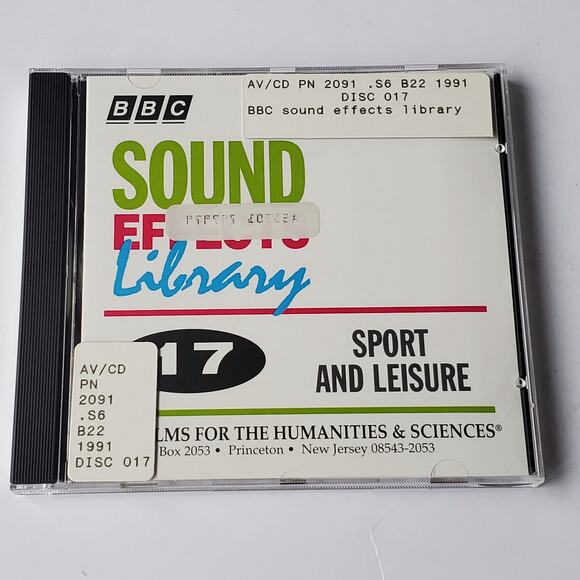 BBC
AV/CD PN 2091 .S6 B22 1991
DISC 017
BBC sound effects library
SOUND
EFFECTS
Library
17
SPORT
AND LEISURE
AV/CD
PN
2091
.S6
B22
1991
DISC 017
LMS FOR THE HUMANITIES & SCIENCES®
Box 2053 • Princeton • New Jersey 08543-2053